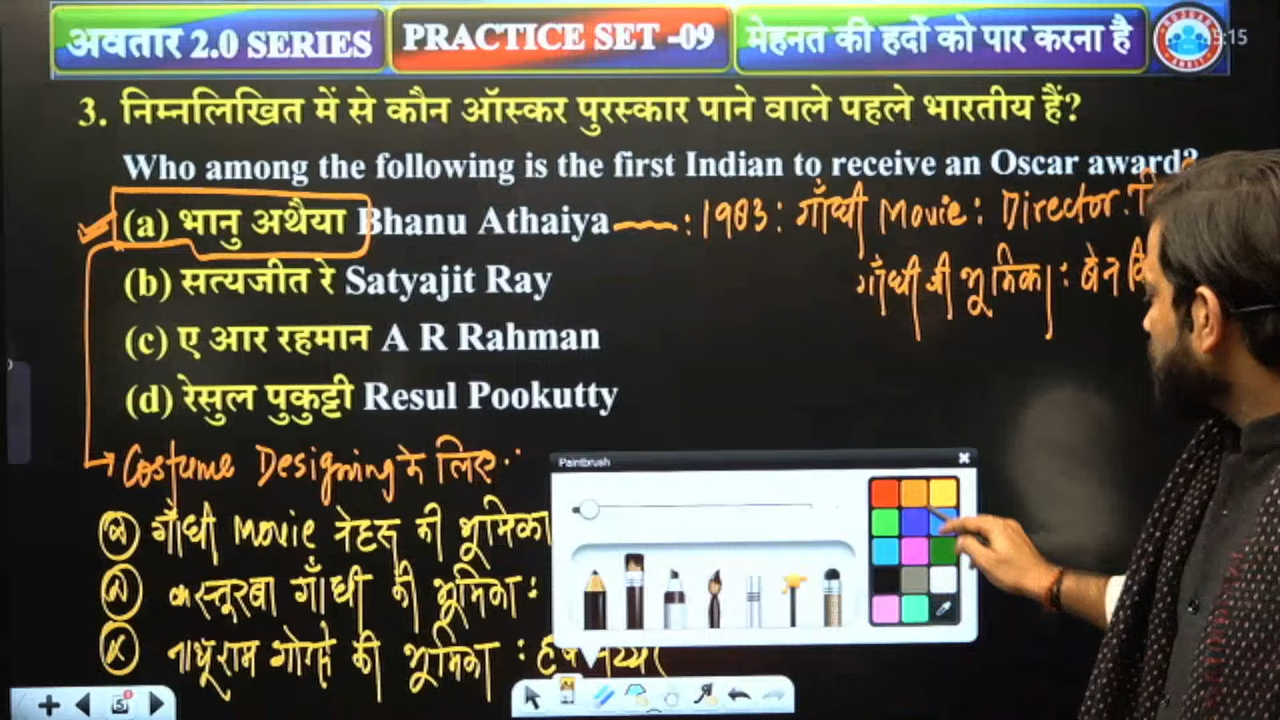 अवतार 2.0 SERIES
PRACTICE SET -09
मेहनत की हदों को पार करना है
5:15
3. निम्नलिखित में से कौन ऑस्कर पुरस्कार पाने वाले पहले भारतीय हैं?
Who among the following is the first Indian to receive an Oscar award?
(a) भानु अथैया Bhanu Athaiya : 1983 : गाँधी Movie : Director
गाँधी जी भूमिका : बेन
(b) सत्यजीत रे Satyajit Ray
(c) ए आर रहमान A R Rahman
(d) रेसुल पुकुट्टी Resul Pookutty
Costume Designing के लिए
गाँधी Movie नेहरू की भूमिका
कस्तूरबा गाँधी की भूमिका :
नाथूराम गोडसे की भूमिका :
Paintbrush